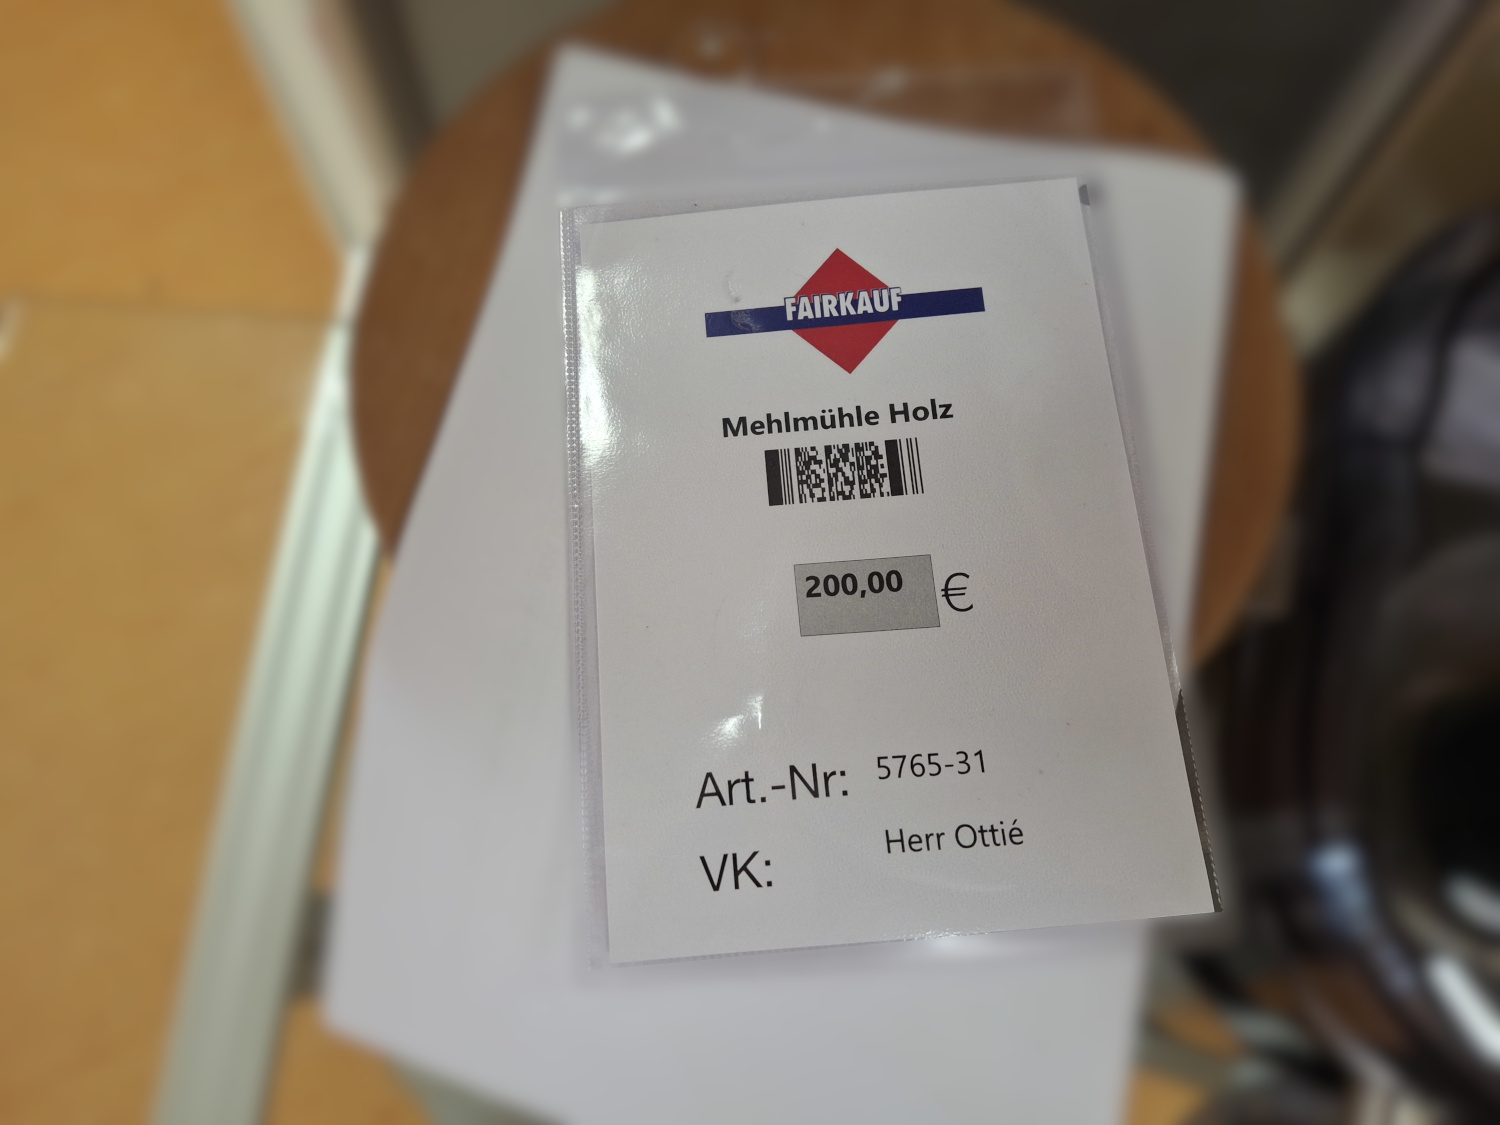 FAIRKAUF
Mehlmühle Holz
200,00 €
Art.-Nr: 5765-31
VK: Herr Ottié